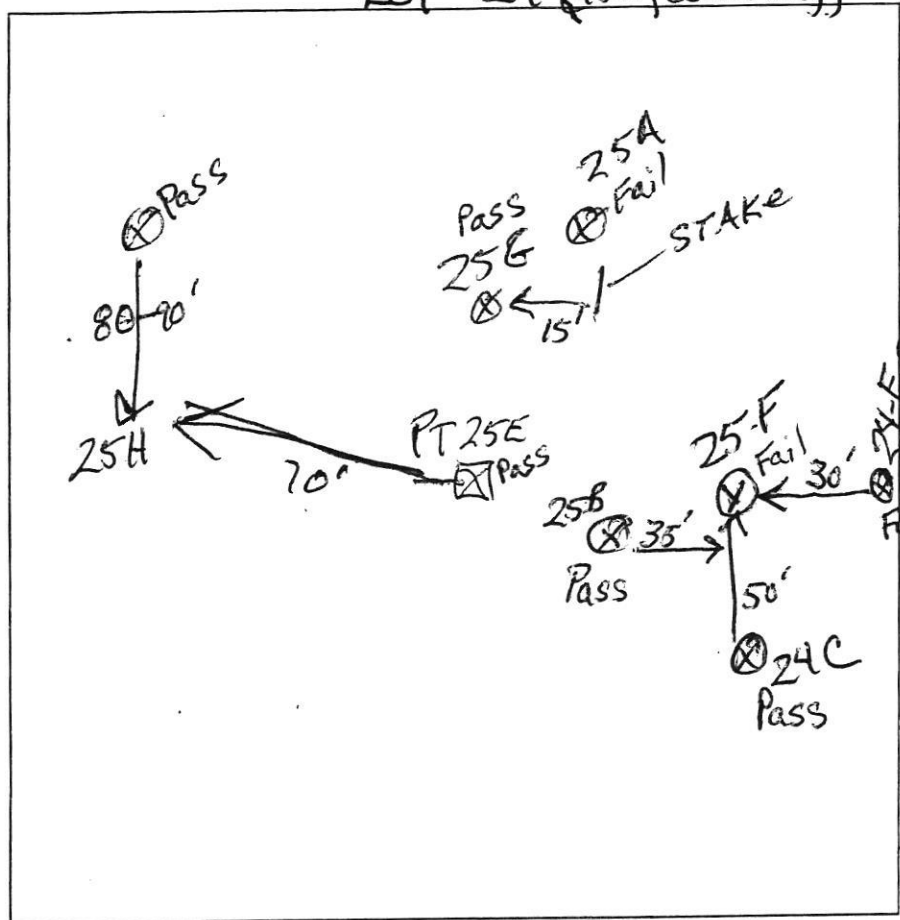 Pass
25A
Fail
STAKE
Pass
25G
15'
80-90'
25H
70'
PT 25E
Pass
25-F
Fail
30'
24-E
25B
35'
Pass
50'
24C
Pass